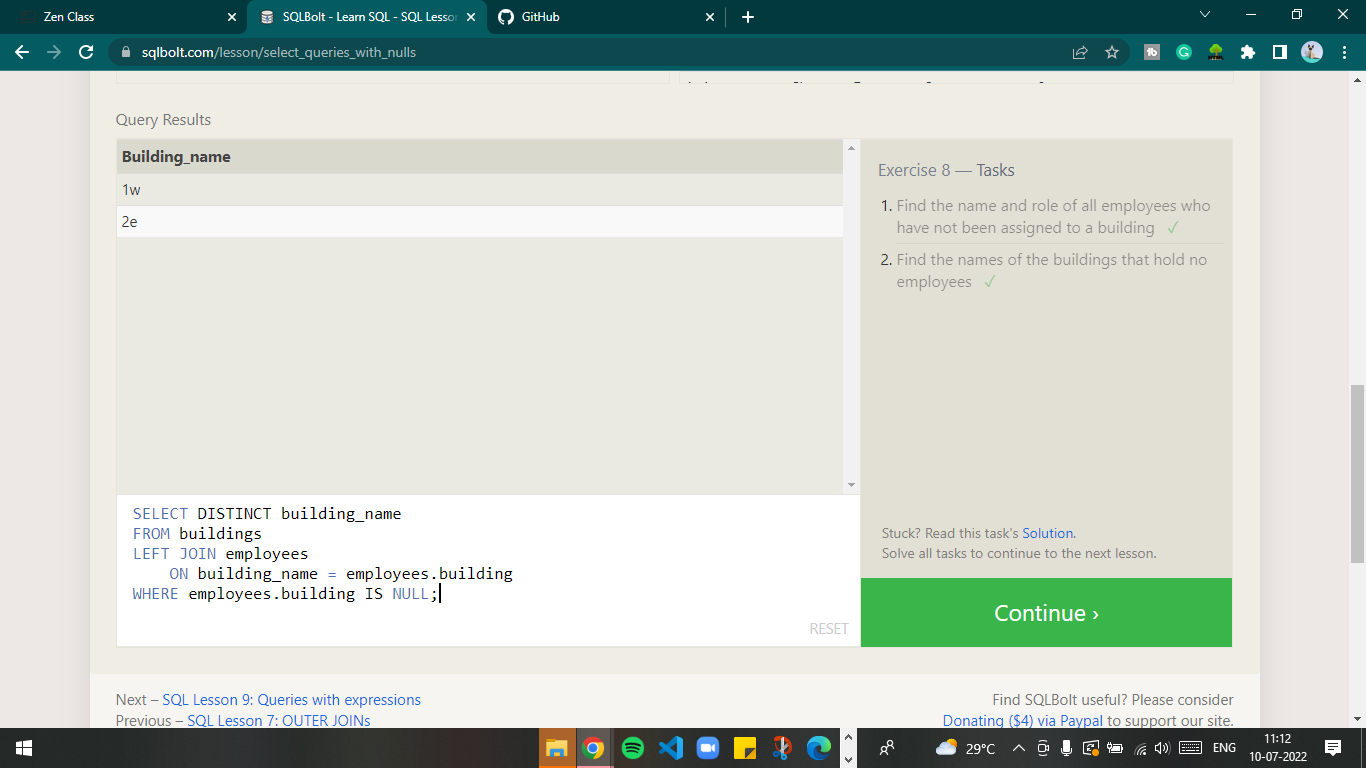 Zen Class
SQLBolt - Learn SQL - SQL Lesson
GitHub
sqlbolt.com/lesson/select_queries_with_nulls
Query Results
Building_name
1w
2e
Exercise 8 — Tasks
1. Find the name and role of all employees who
have not been assigned to a building ✓
2. Find the names of the buildings that hold no
employees ✓
Stuck? Read this task's Solution.
Solve all tasks to continue to the next lesson.
Continue ›
SELECT DISTINCT building_name
FROM buildings
LEFT JOIN employees
ON building_name = employees.building
WHERE employees.building IS NULL;
RESET
Next – SQL Lesson 9: Queries with expressions
Previous – SQL Lesson 7: OUTER JOINs
Find SQLBolt useful? Please consider
Donating ($4) via Paypal to support our site.
29°C
ENG
11:12
10-07-2022